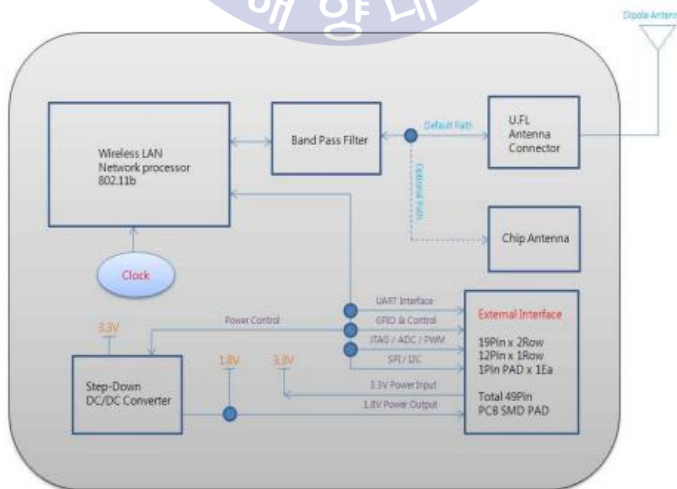 해양대
Dipole Antenna
Wireless LAN
Network processor
802.11b
Band Pass Filter
Default Path
Optional Path
U.FL
Antenna
Connector
Chip Antenna
Clock
UART Interface
GPIO & Control
JTAG / ADC / PWM
SPI / I2C
Power Control
3.3V
1.8V
3.3V
3.3V Power Input
1.8V Power Output
Step-Down
DC/DC Converter
External Interface
19Pin x 2Row
12Pin x 1Row
1Pin PAD x 1Ea
Total 49Pin
PCB SMD PAD